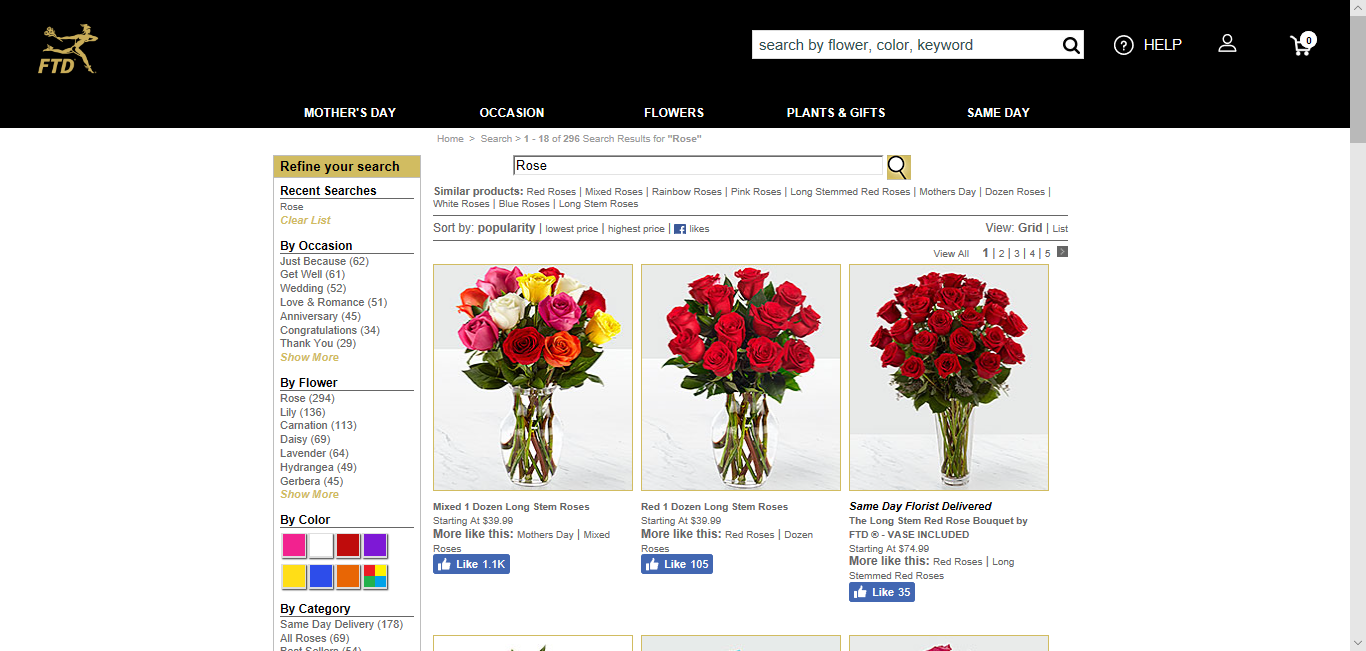 FTD
search by flower, color, keyword
HELP
0
MOTHER'S DAY
OCCASION
FLOWERS
PLANTS & GIFTS
SAME DAY
Home > Search > 1 - 18 of 296 Search Results for "Rose"
Refine your search
Recent Searches
Rose
Clear List
By Occasion
Just Because (62)
Get Well (61)
Wedding (52)
Love & Romance (51)
Anniversary (45)
Congratulations (34)
Thank You (29)
Show More
By Flower
Rose (294)
Lily (136)
Carnation (113)
Daisy (69)
Lavender (64)
Hydrangea (49)
Gerbera (45)
Show More
By Color
By Category
Same Day Delivery (178)
All Roses (69)
Best Sellers (54)
Rose
Similar products: Red Roses | Mixed Roses | Rainbow Roses | Pink Roses | Long Stemmed Red Roses | Mothers Day | Dozen Roses |
White Roses | Blue Roses | Long Stem Roses
Sort by: popularity | lowest price | highest price | likes
View: Grid | List
View All 1 | 2 | 3 | 4 | 5 >
Mixed 1 Dozen Long Stem Roses
Starting At $39.99
More like this: Mothers Day | Mixed
Roses
Like 1.1K
Red 1 Dozen Long Stem Roses
Starting At $39.99
More like this: Red Roses | Dozen
Roses
Like 105
Same Day Florist Delivered
The Long Stem Red Rose Bouquet by
FTD ® - VASE INCLUDED
Starting At $74.99
More like this: Red Roses | Long
Stemmed Red Roses
Like 35